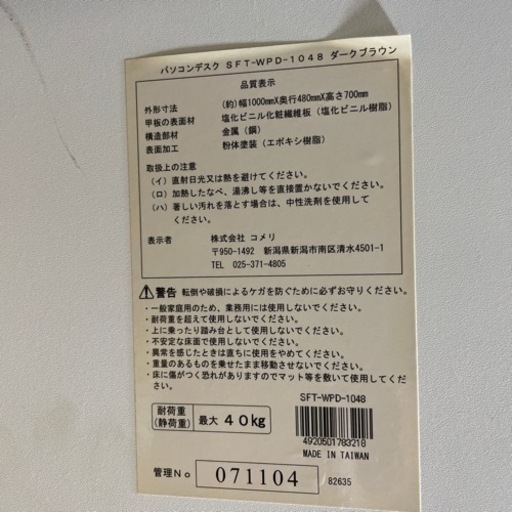 パソコンデスク SFT-WPD-1048 ダークブラウン
品質表示
外形寸法 (約)幅1000mmX奥行480mmX高さ700mm
甲板の表面材 塩化ビニル化粧繊維板（塩化ビニル樹脂）
構造部材 金属（鋼）
表面加工 粉体塗装（エポキシ樹脂）
取扱上の注意
（イ）直射日光又は熱を避けてください。
（ロ）加熱したなべ、湯沸し等を直接置かないでください。
（ハ）著しい汚れを落とす場合は、中性洗剤を使用して
ください。
表示者 株式会社 コメリ
〒950-1492 新潟県新潟市南区清水4501-1
TEL 025-371-4805
⚠警告 転倒や破損によるケガを防ぐために必ずお守りください。
・一般家庭用のため、業務用には使用しないでください。
・耐荷重を超えて使用しないでください。
・上に乗ったり踏み台として使用しないでください。
・不安定な床面で使用しないでください。
・異常を感じたときは直ちに使用をやめてください。
・重量のあるものを乗せたまま移動させないでください。
・床に傷がつく恐れがありますのでマット等を敷いて使用してくだ
さい。
耐荷重
(静荷重) 最大 40kg
SFT-WPD-1048
4920501783218
MADE IN TAIWAN
管理No 071104 82635